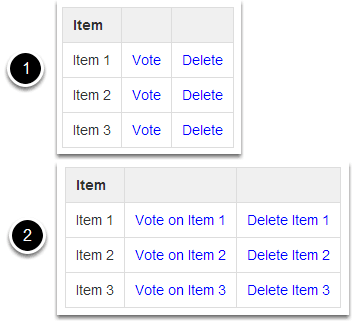 1
Item
Item 1 Vote Delete
Item 2 Vote Delete
Item 3 Vote Delete
2
Item
Item 1 Vote on Item 1 Delete Item 1
Item 2 Vote on Item 2 Delete Item 2
Item 3 Vote on Item 3 Delete Item 3